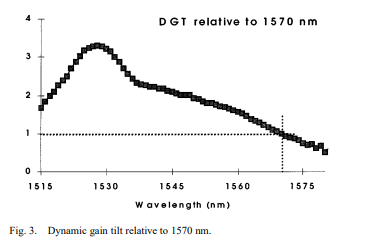 DGT relative to 1570 nm
4
3
2
1
0
1515 1530 1545 1560 1575
Wavelength (nm)
Fig. 3. Dynamic gain tilt relative to 1570 nm.